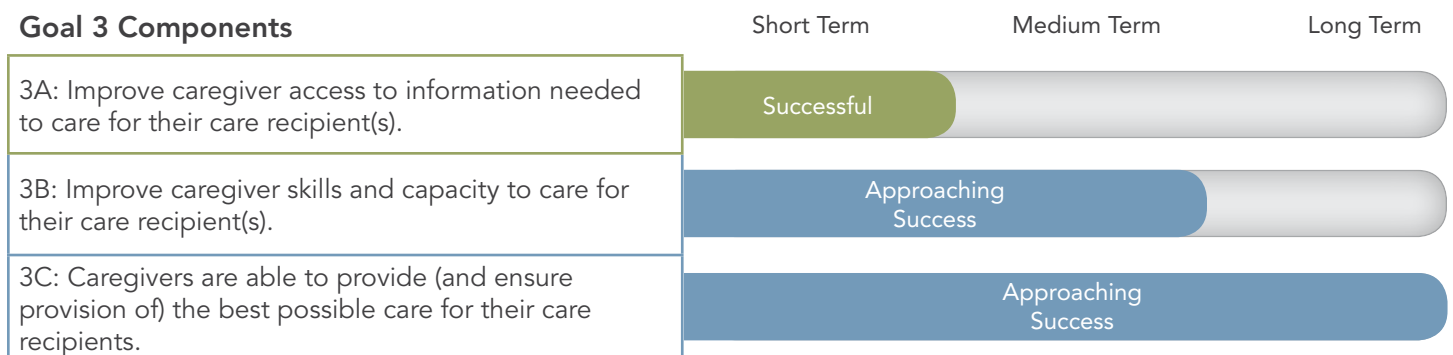 Goal 3 Components Short Term Medium Term Long Term
3A: Improve caregiver access to information needed
to care for their care recipient(s).
Successful
3B: Improve caregiver skills and capacity to care for
their care recipient(s).
Approaching
Success
3C: Caregivers are able to provide (and ensure
provision of) the best possible care for their care
recipients.
Approaching
Success